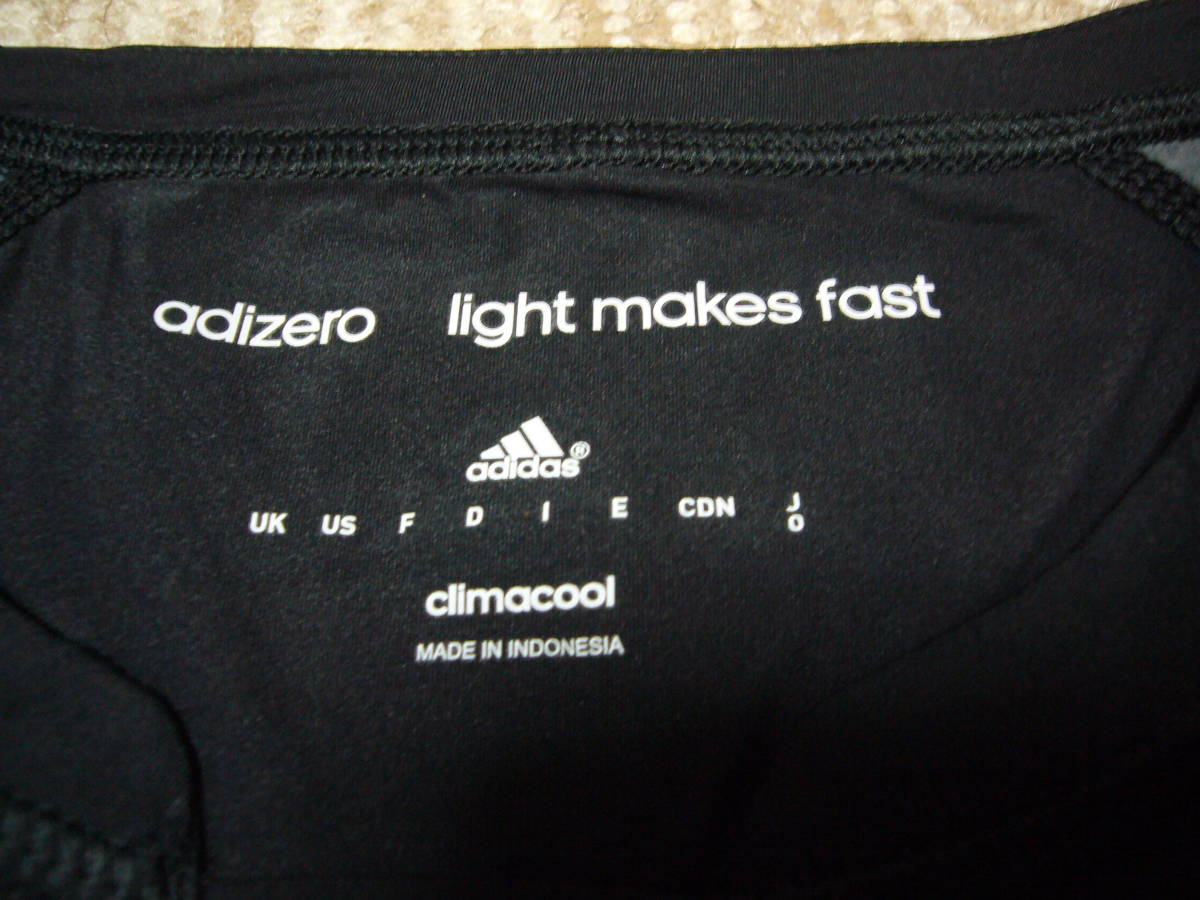 adizero light makes fast
adidas®
UK US F D I E CDN J
O
climacool
MADE IN INDONESIA